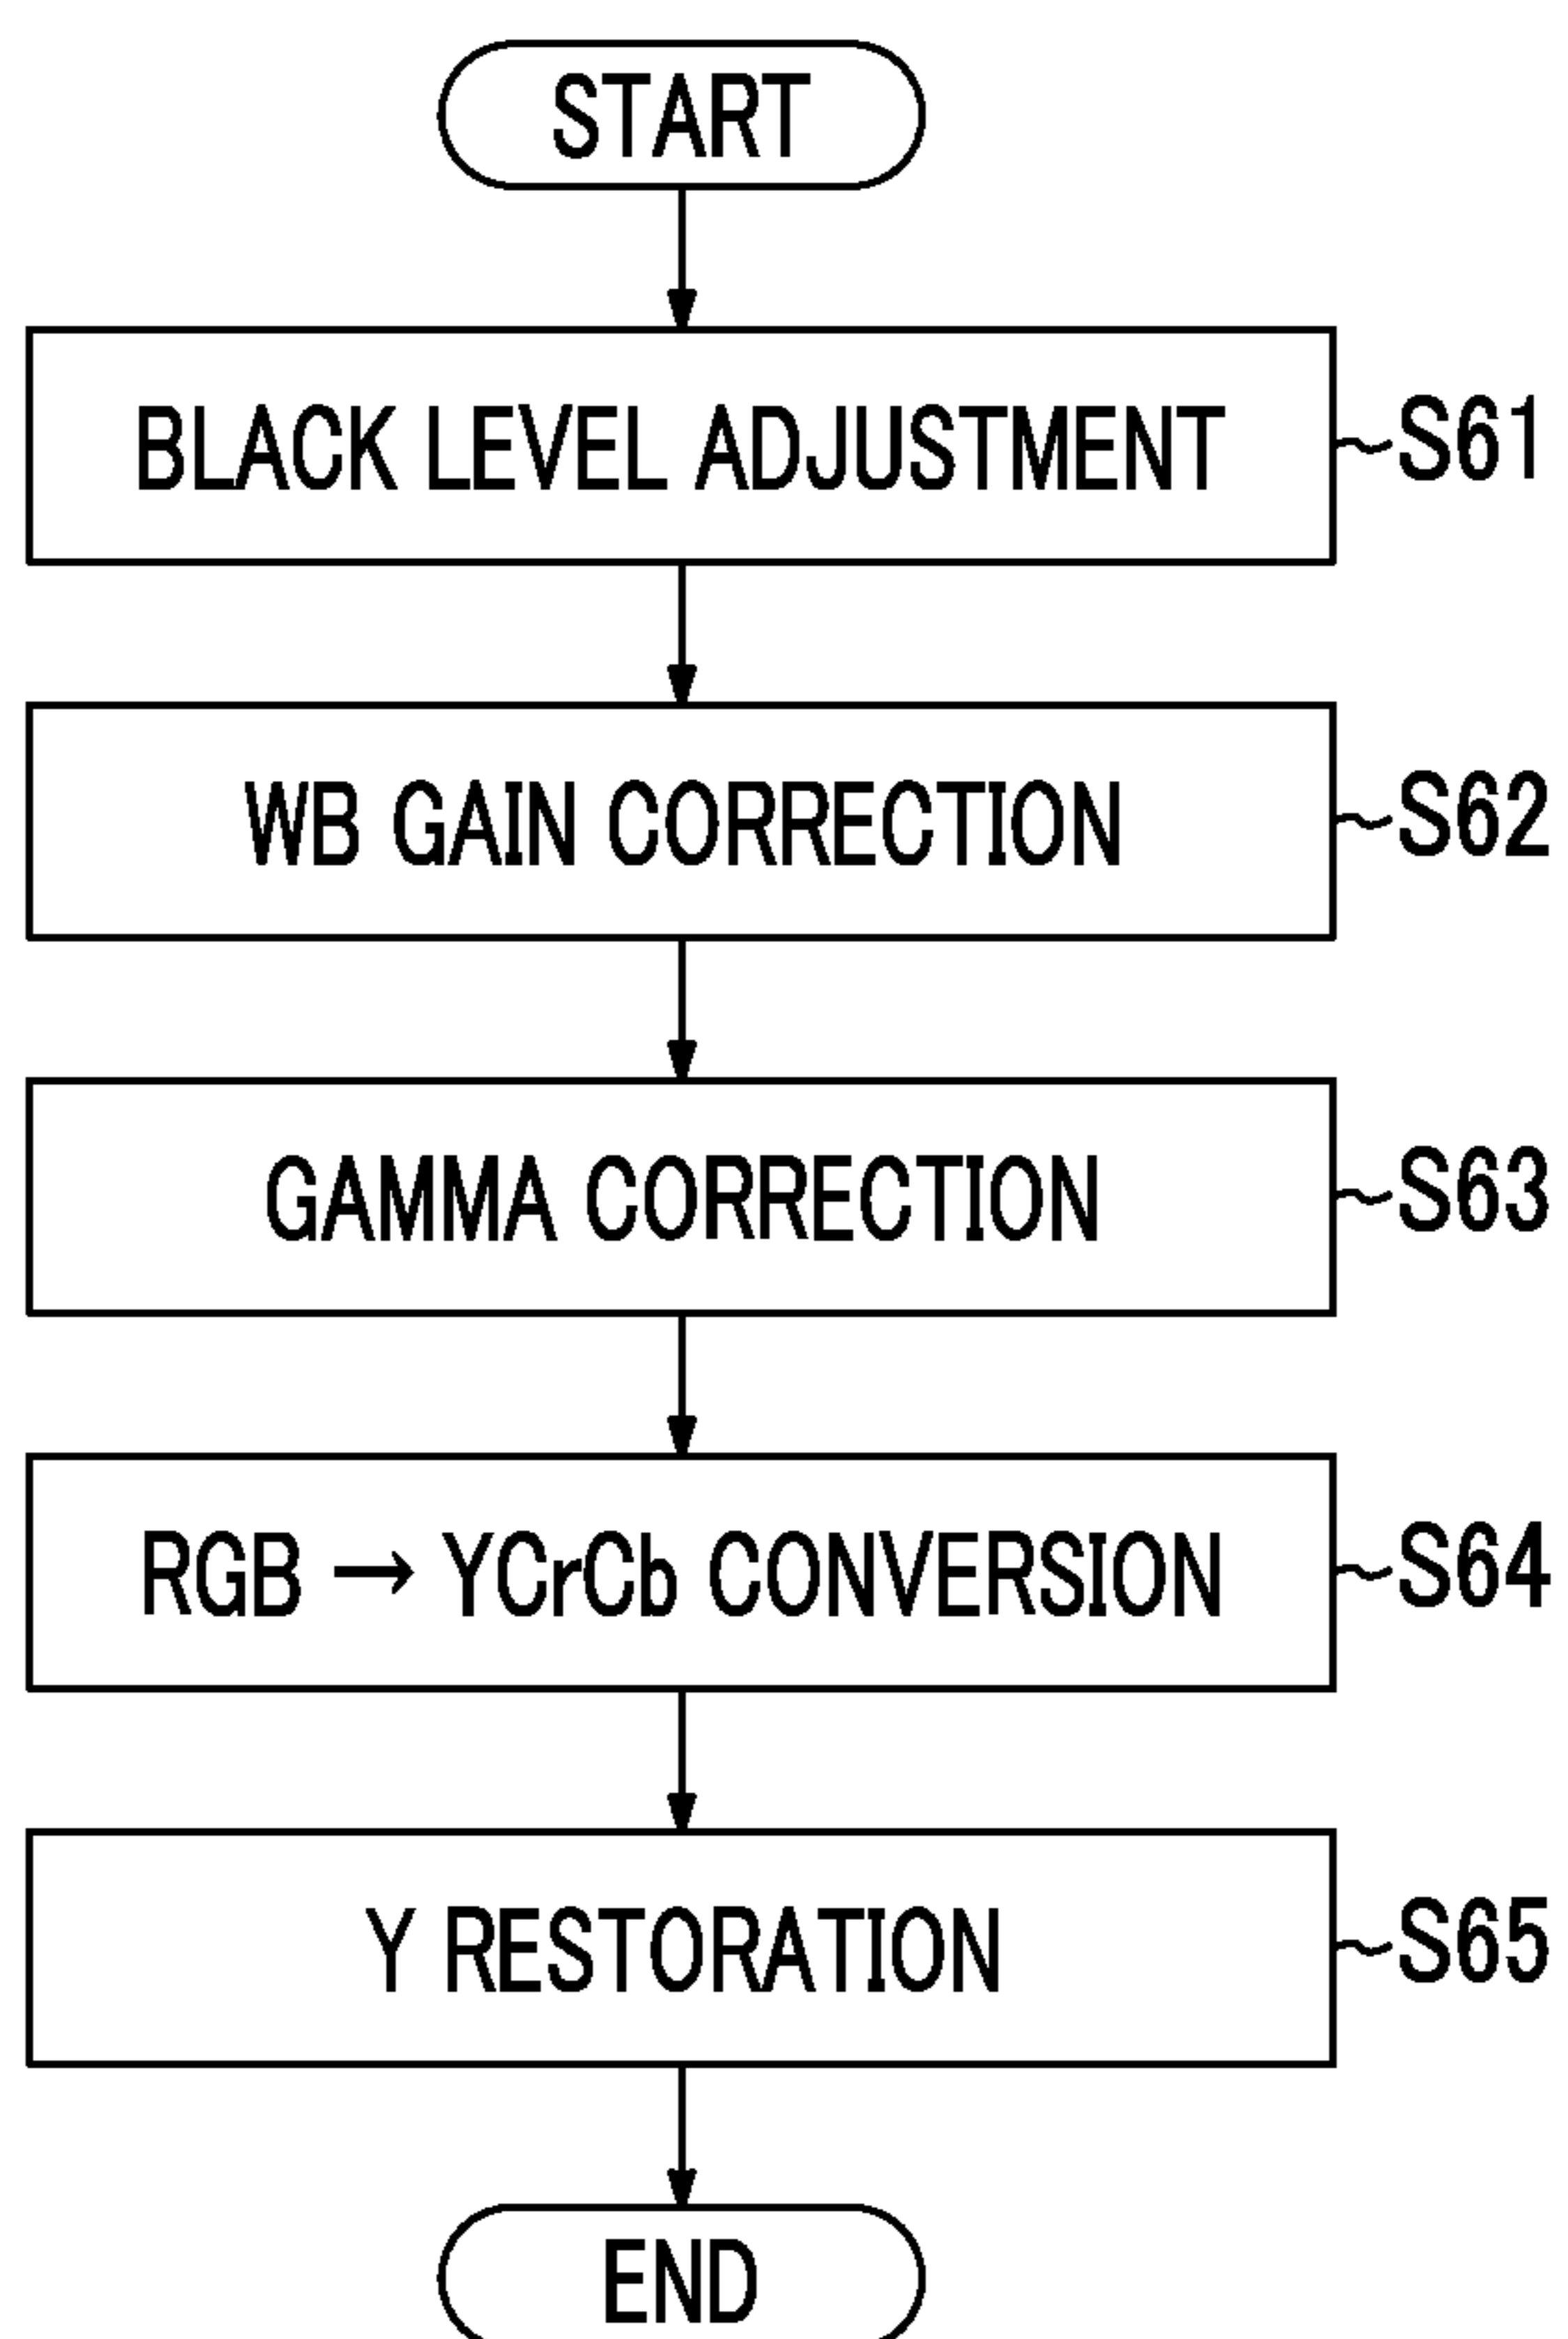 START
BLACK LEVEL ADJUSTMENT S61
WB GAIN CORRECTION S62
GAMMA CORRECTION S63
RGB → YCrCb CONVERSION S64
Y RESTORATION S65
END